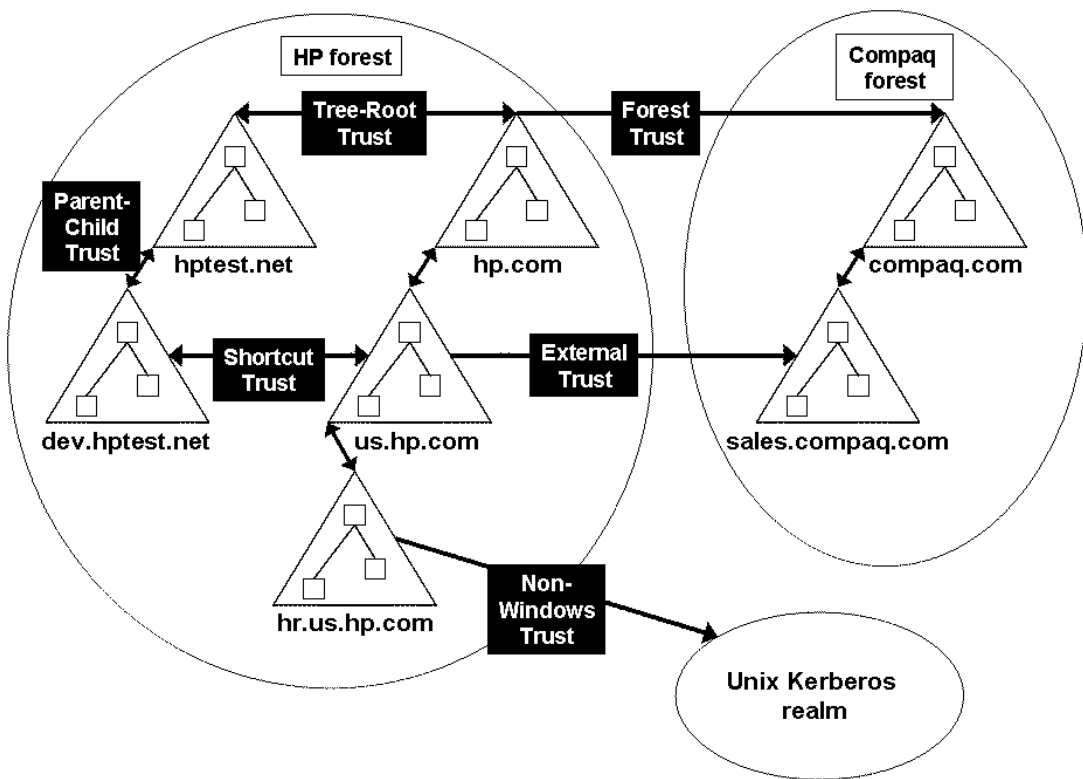 HP forest
Compaq
forest
Tree-Root
Trust
Forest
Trust
Parent-
Child
Trust
hptest.net
hp.com
compaq.com
Shortcut
Trust
External
Trust
dev.hptest.net
us.hp.com
sales.compaq.com
Non-
Windows
Trust
hr.us.hp.com
Unix Kerberos
realm